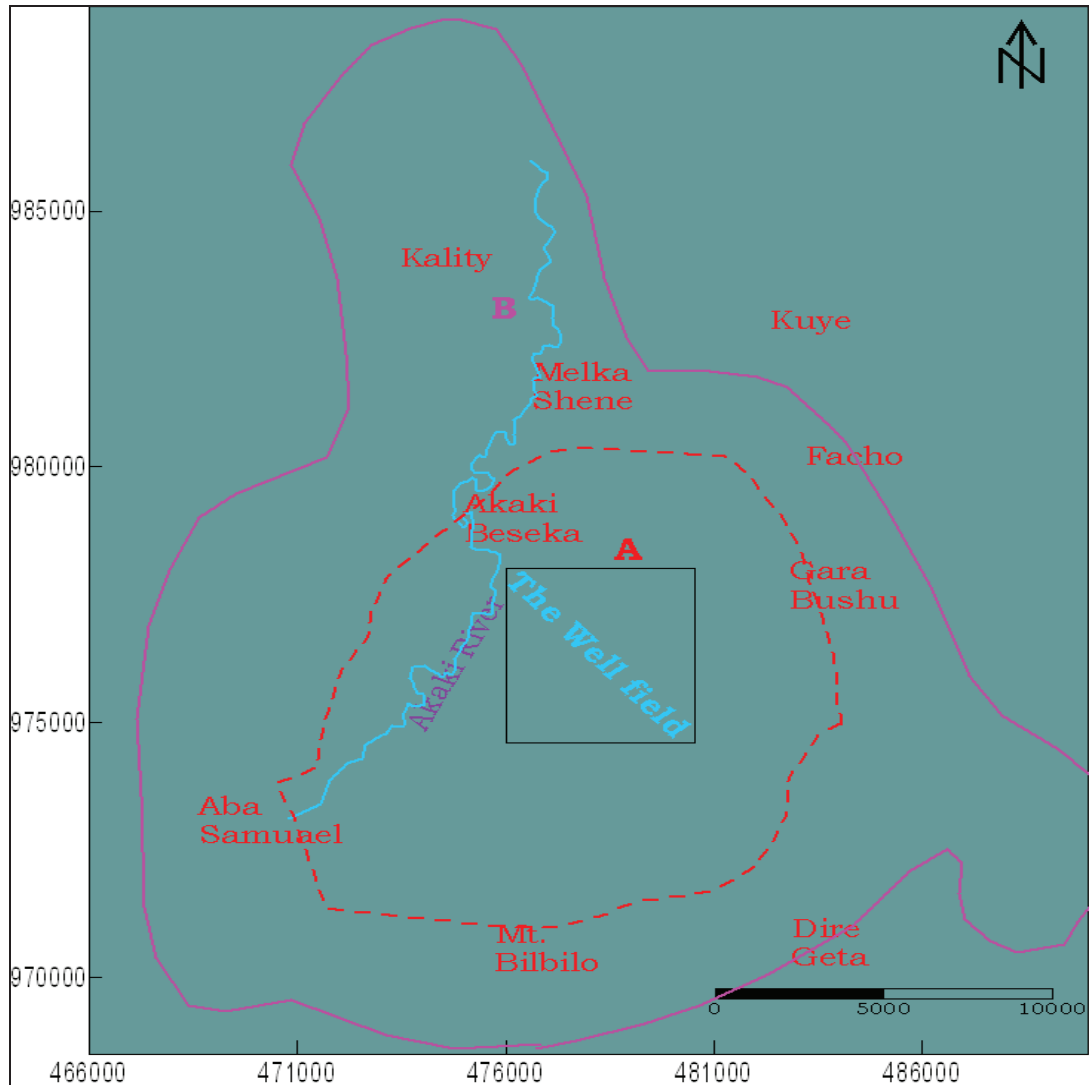 N
985000
Kality
B
Kuye
Melka
Shene
980000
Facho
Akaki
Beseka
A
Gara
Bushu
The Well field
Akaki River
975000
Aba
Samuael
Dire
Geta
Mt.
Bilbilo
970000
0 5000 10000
466000 471000 476000 481000 486000